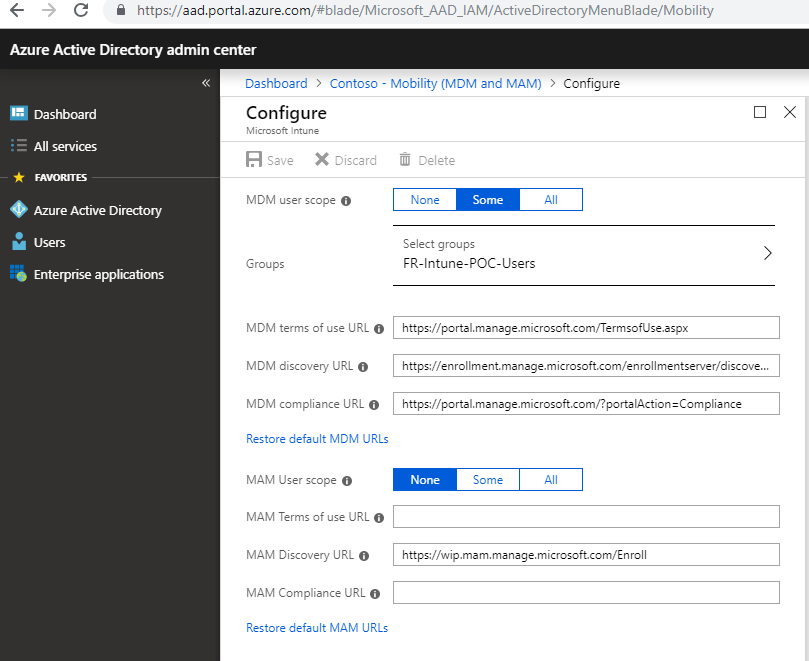 https://aad.portal.azure.com/#blade/Microsoft_AAD_IAM/ActiveDirectoryMenuBlade/Mobility
Azure Active Directory admin center
«
Dashboard
All services
FAVORITES
Azure Active Directory
Users
Enterprise applications
Dashboard > Contoso - Mobility (MDM and MAM) > Configure
Configure
Microsoft Intune
Save Discard Delete
MDM user scope None Some All
Groups
Select groups
FR-Intune-POC-Users
MDM terms of use URL https://portal.manage.microsoft.com/TermsofUse.aspx
MDM discovery URL https://enrollment.manage.microsoft.com/enrollmentserver/discove...
MDM compliance URL https://portal.manage.microsoft.com/?portalAction=Compliance
Restore default MDM URLs
MAM User scope None Some All
MAM Terms of use URL
MAM Discovery URL https://wip.mam.manage.microsoft.com/Enroll
MAM Compliance URL
Restore default MAM URLs